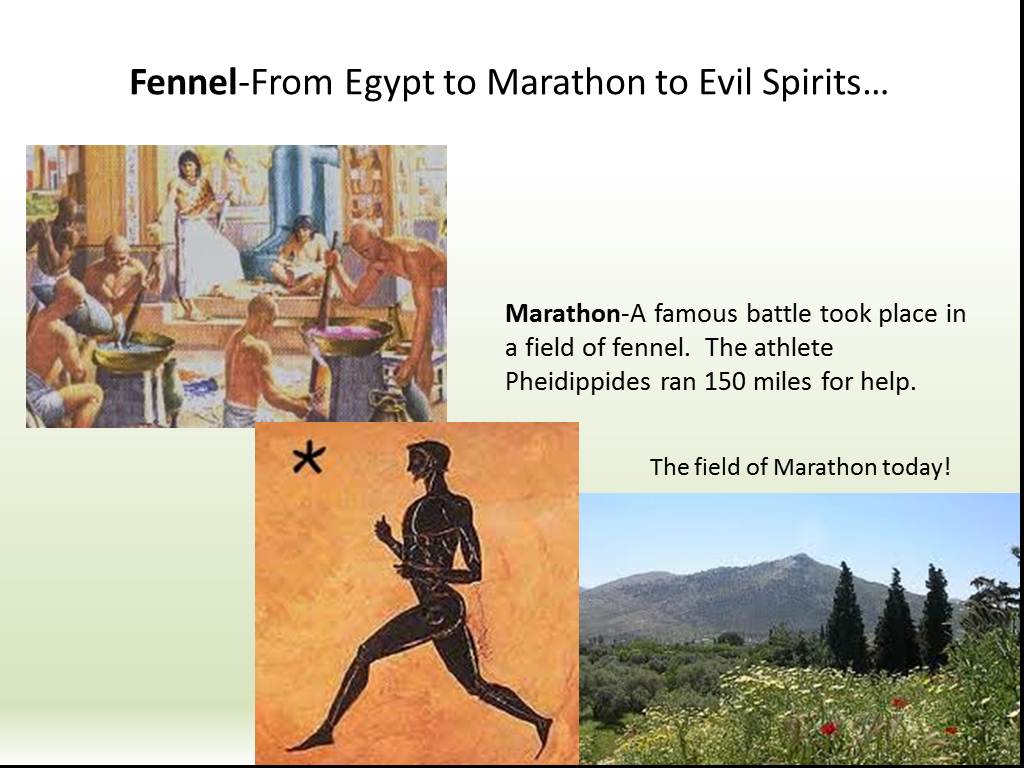 Fennel-From Egypt to Marathon to Evil Spirits…
Marathon-A famous battle took place in
a field of fennel.  The athlete
Pheidippides ran 150 miles for help.
*
The field of Marathon today!